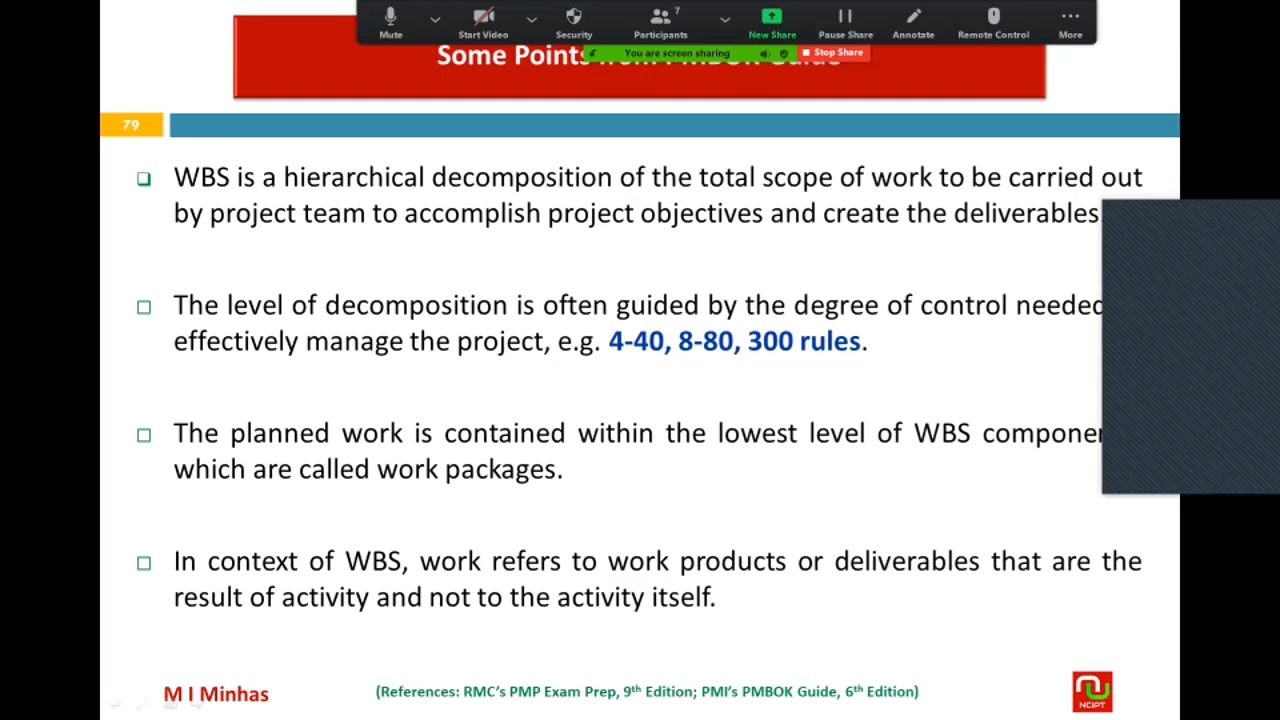 Mute
Start Video
Security
7
Participants
New Share
Pause Share
Annotate
Remote Control
More
You are screen sharing
Stop Share
Some Points from PMBOK Guide
79
WBS is a hierarchical decomposition of the total scope of work to be carried out
by project team to accomplish project objectives and create the deliverables.
The level of decomposition is often guided by the degree of control needed
effectively manage the project, e.g. 4-40, 8-80, 300 rules.
The planned work is contained within the lowest level of WBS
which are called work packages.
In context of WBS, work refers to work products or deliverables that are the
result of activity and not to the activity itself.
M I Minhas
(References: RMC's PMP Exam Prep, 9th Edition; PMI's PMBOK Guide, 6th Edition)
NCIPT